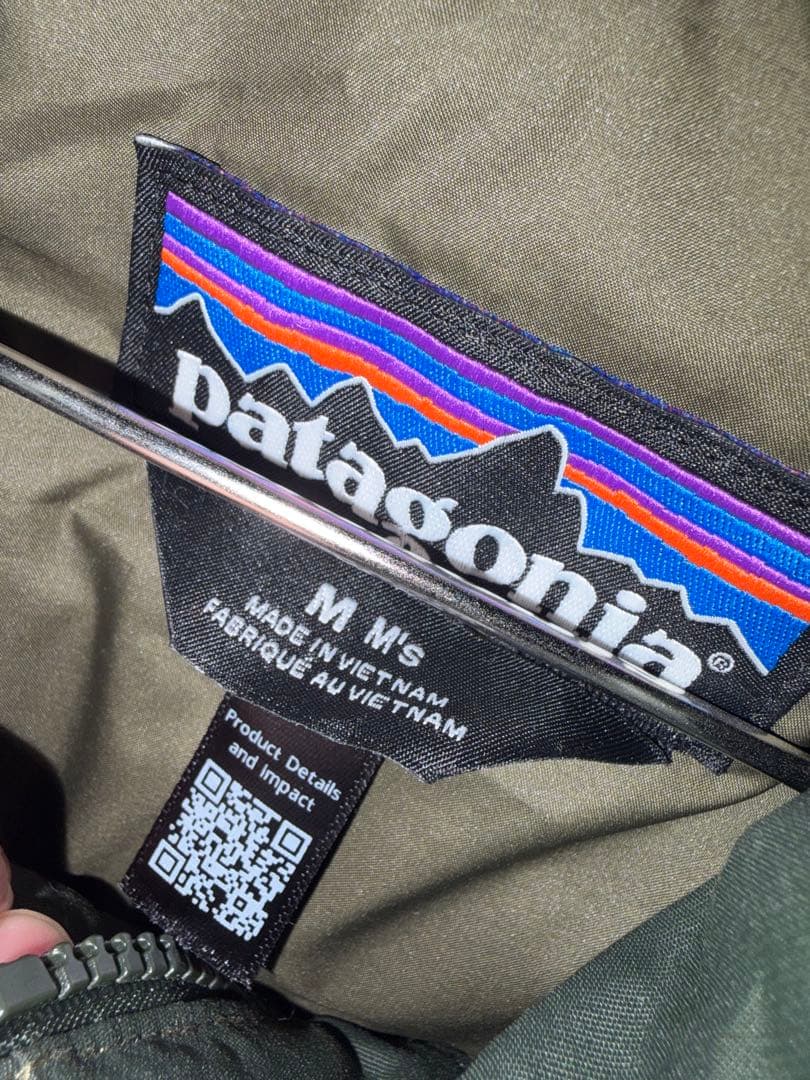 patagonia®
M M's
MADE IN VIETNAM
FABRIQUÉ AU VIETNAM
Product Details
and Impact